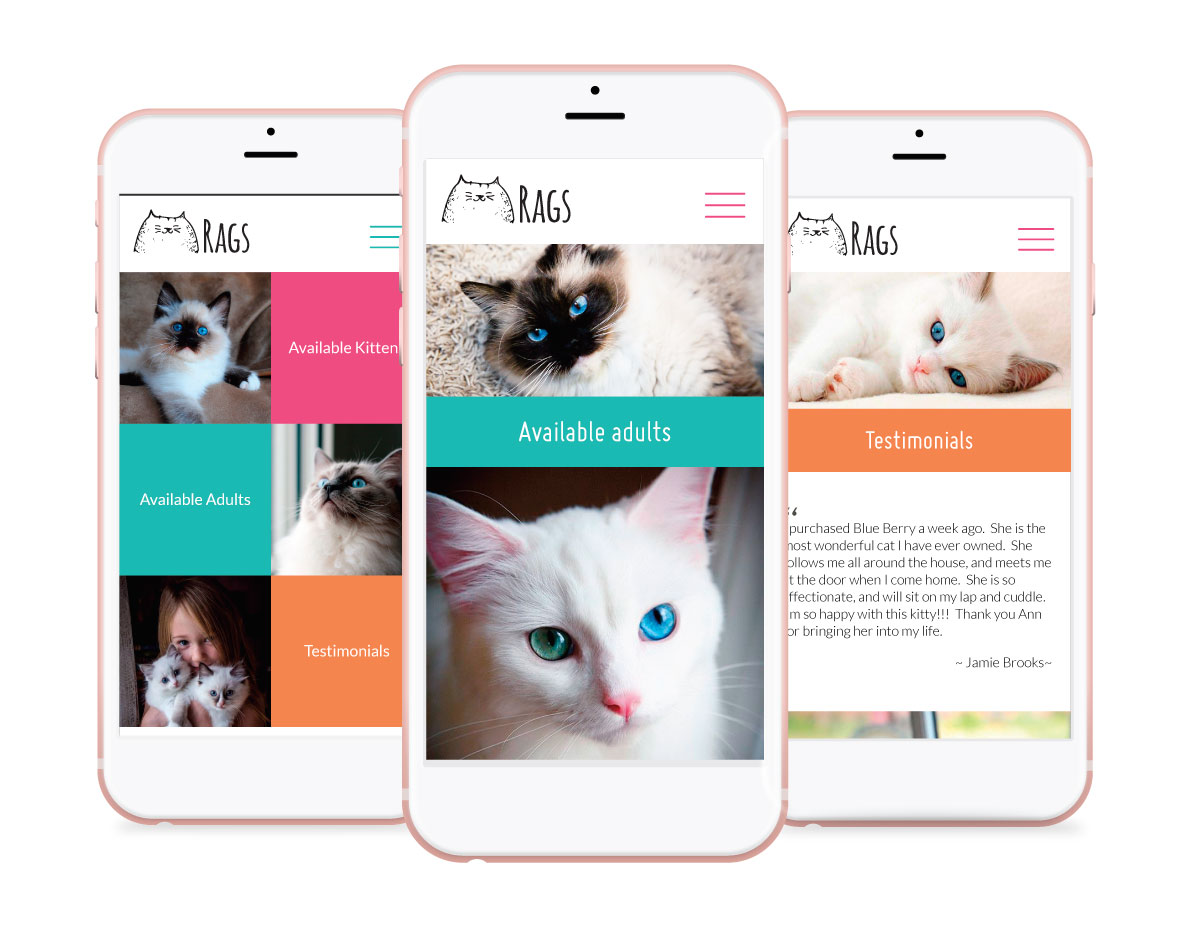 RAGS
Available Kitten
Available Adults
Testimonials
RAGS
Available adults
RAGS
Testimonials
“
purchased Blue Berry a week ago. She is the
most wonderful cat I have ever owned. She
ollows me all around the house, and meets me
t the door when I come home. She is so
ffectionate, and will sit on my lap and cuddle.
m so happy with this kitty!!! Thank you Ann
or bringing her into my life.
~ Jamie Brooks~